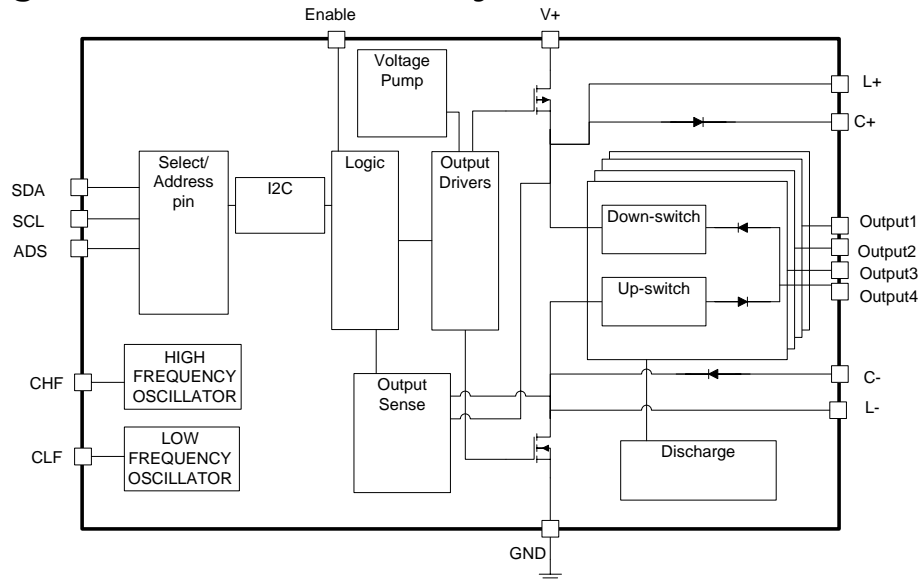 Enable
V+
Voltage
Pump
L+
C+
Select/
Address
pin
I2C
Logic
Output
Drivers
SDA
SCL
ADS
Down-switch
Up-switch
Output1
Output2
Output3
Output4
HIGH
FREQUENCY
OSCILLATOR
CHF
Output
Sense
C-
L-
LOW
FREQUENCY
OSCILLATOR
CLF
Discharge
GND